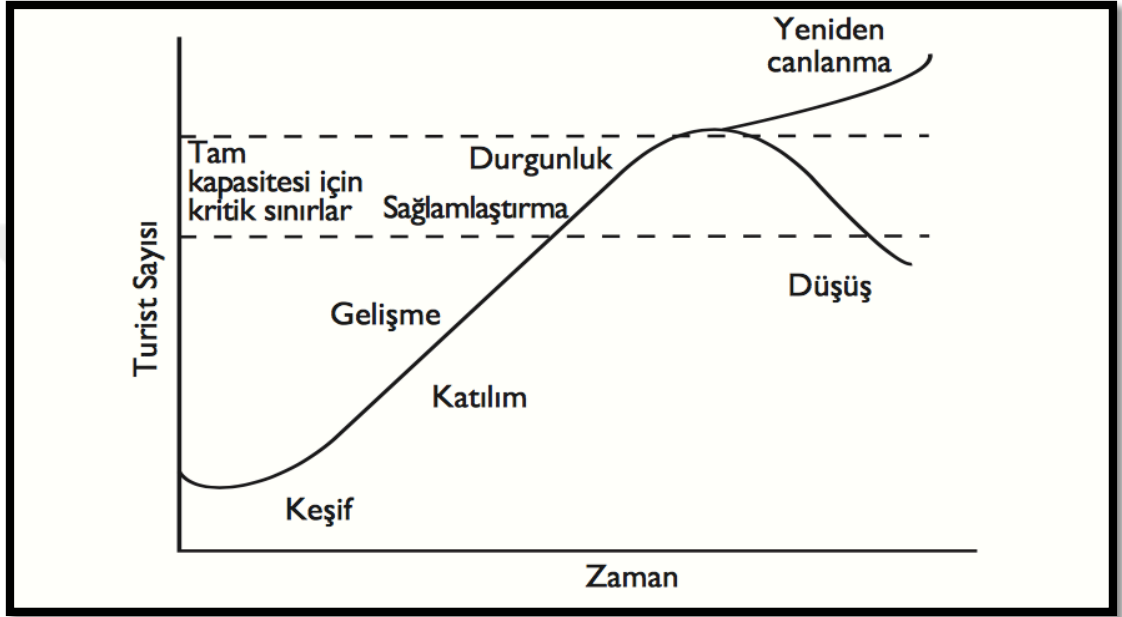 Yeniden
canlanma
Tam
kapasitesi için
kritik sınırlar
Durgunluk
Sağlamlaştırma
Turist Sayısı
Gelişme
Düşüş
Katılım
Keşif
Zaman